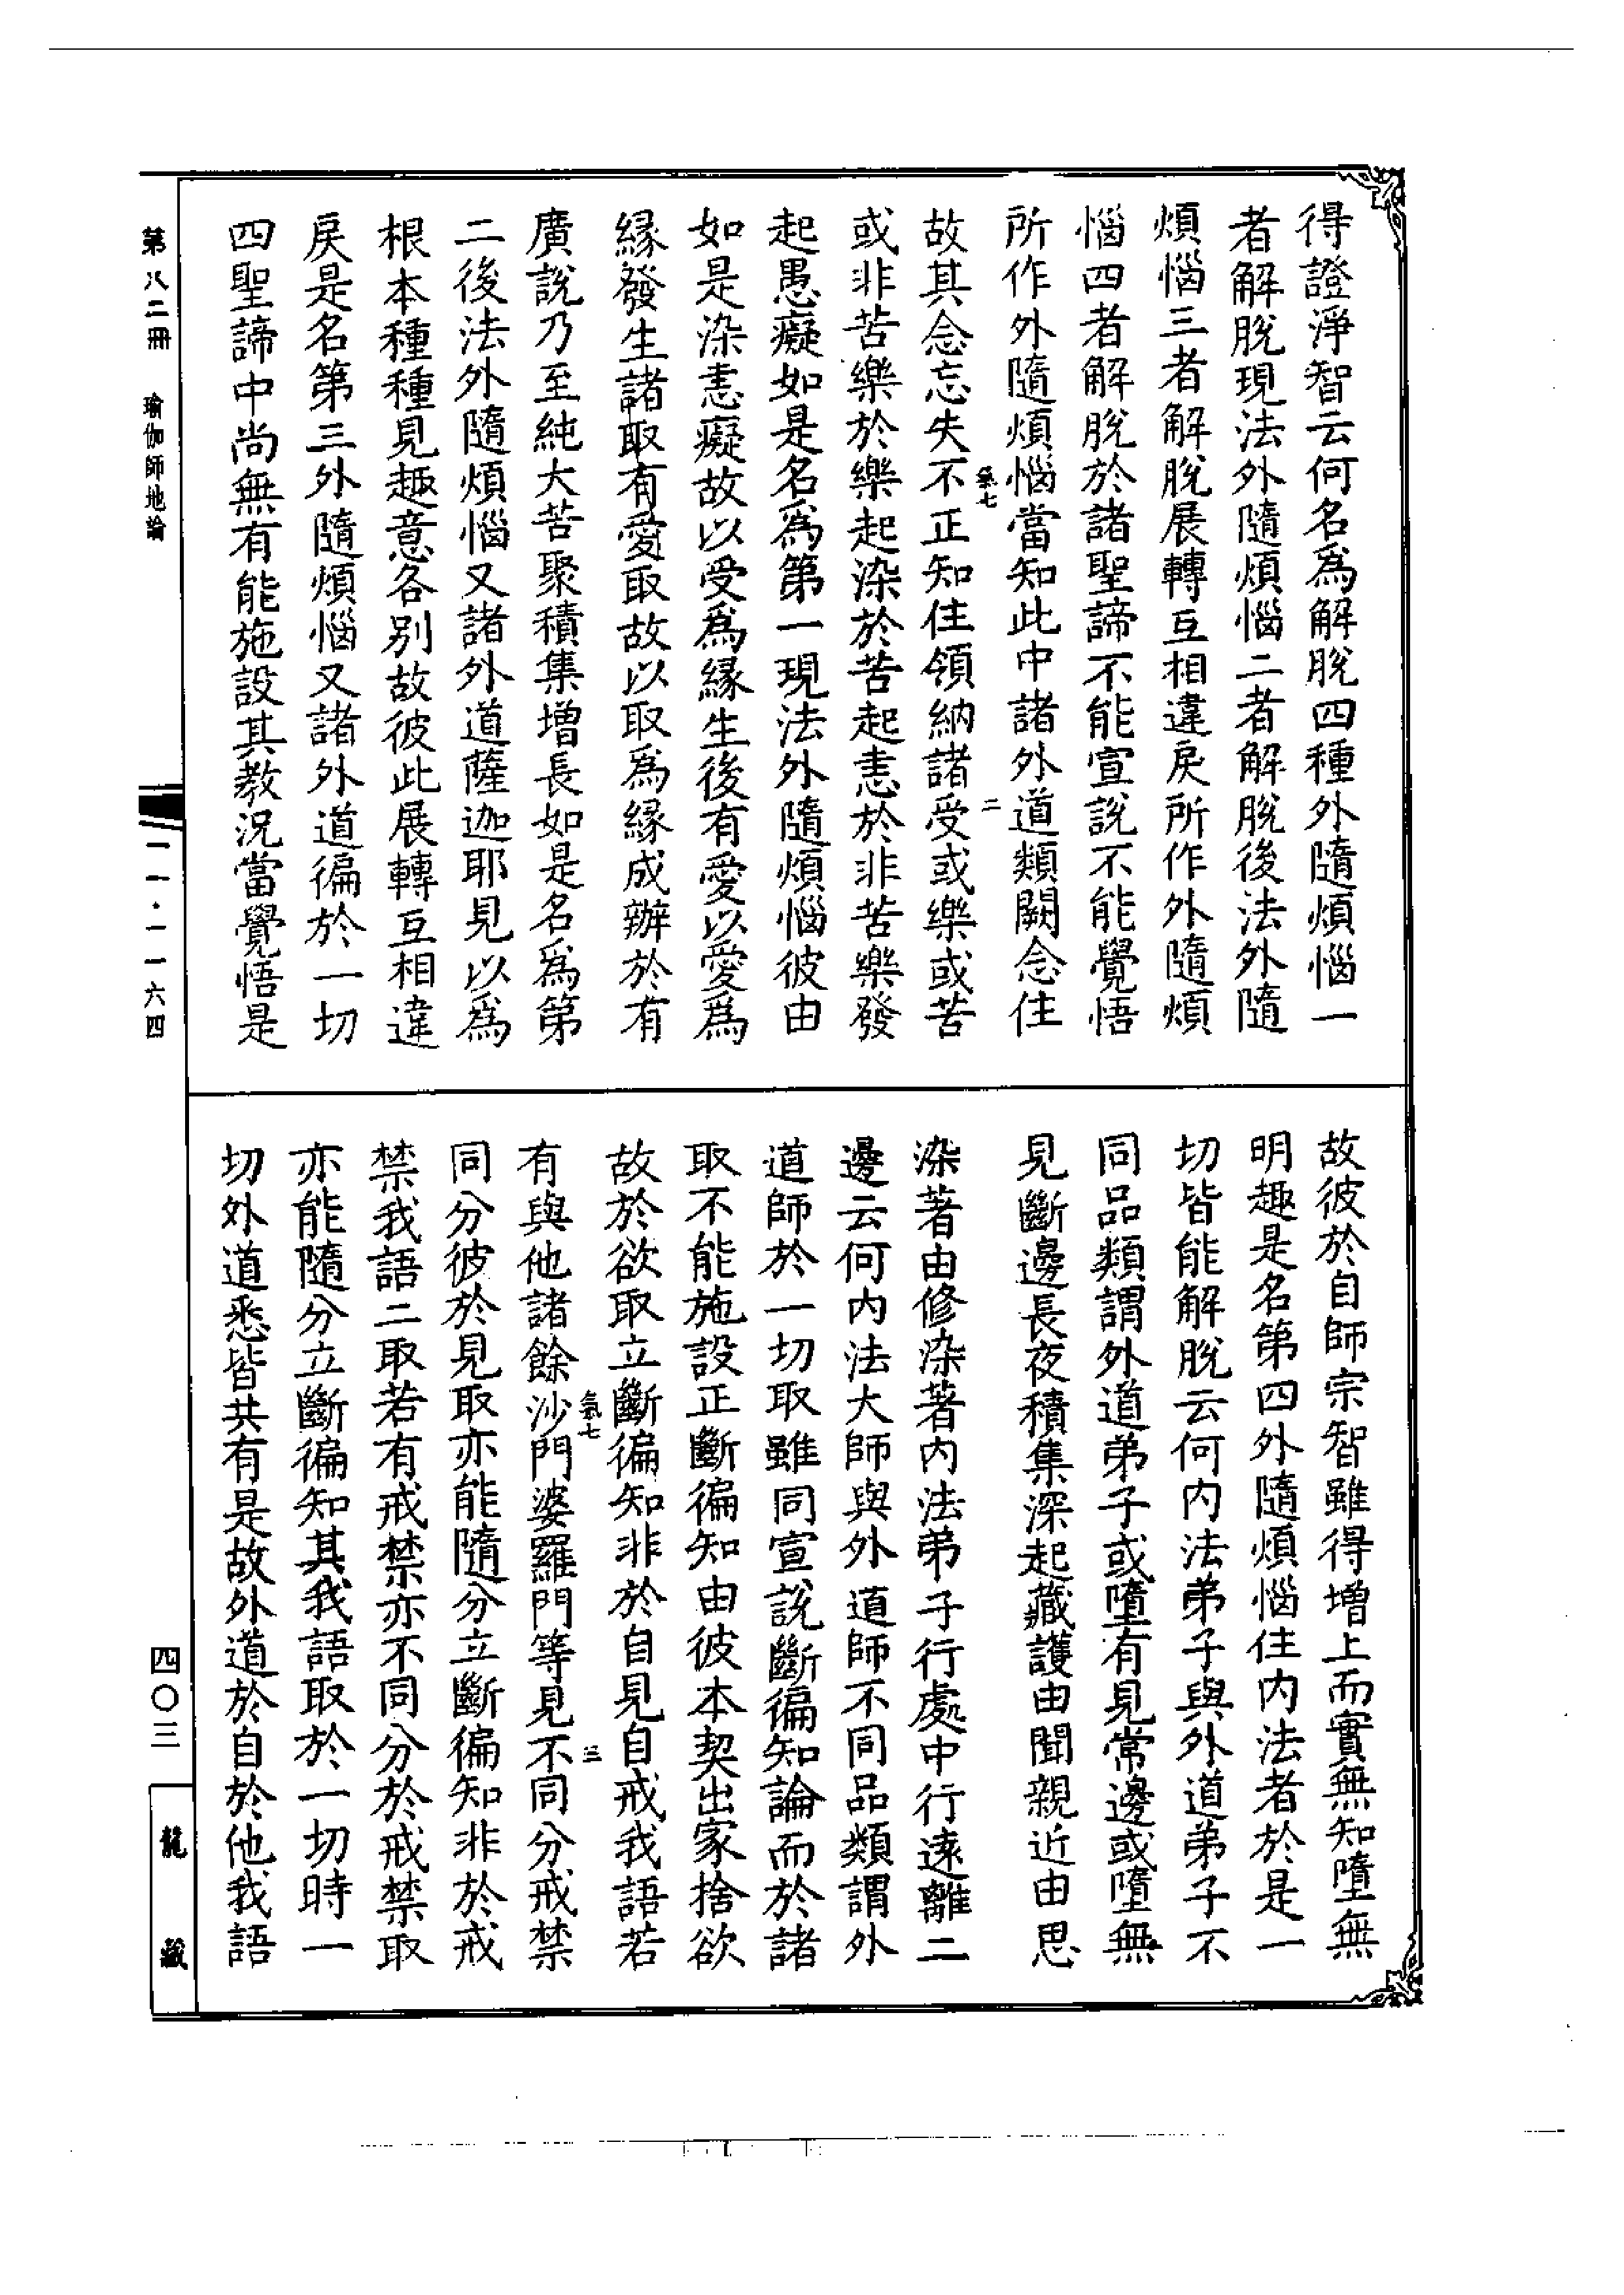 得證淨智云何名爲解脫四種外隨煩惱一
者解脫現法外隨煩惱二者解脫後法外隨
煩惱三者解脫展轉互相違戾所作外隨煩
惱四者解脫於諸聖諦不能宣說不能覺悟
所作外隨煩惱當知此中諸外道類闕念住
氣七
二
故其念忘失不正知住領納諸受或樂或苦
或非苦樂於樂起染於苦起恚於非苦樂發
起愚癡如是名爲第一現法外隨煩惱彼由
如是染恚癡故以受爲緣生後有愛以愛爲
緣發生諸取有愛取故以取爲緣成辦於有
廣說乃至純大苦聚積集增長如是名爲第
二後法外隨煩惱又諸外道薩迦耶見以爲
根本種種見趣意各別故彼此展轉互相違
戾是名第三外隨煩惱又諸外道徧於一切
四聖諦中尚無有能施設其教況當覺悟是
故彼於自師宗智雖得增上而實無知墮無
明趣是名第四外隨煩惱住內法者於是一
切皆能解脫云何內法弟子與外道弟子不
同品類謂外道弟子或墮有見常邊或墮無
見斷邊長夜積集深起藏護由聞親近由思
染著由修染著內法弟子行處中行遠離二
邊云何內法大師與外道師不同品類謂外
道師於一切取雖同宣說斷徧知論而於諸
取不能施設正斷徧知由彼本契出家捨欲
故於欲取立斷徧知非於自見自戒我語若
氣七
三
有與他諸餘沙門婆羅門等見不同分戒禁
同分彼於見取亦能隨分立斷徧知非於戒
禁我語二取若有戒禁亦不同分於戒禁取
亦能隨分立斷徧知其我語取於一切時一
切外道悉皆共有是故外道於自於他我語
第八二冊 瑜伽師地論
一一·一一六四
四〇三
龍藏